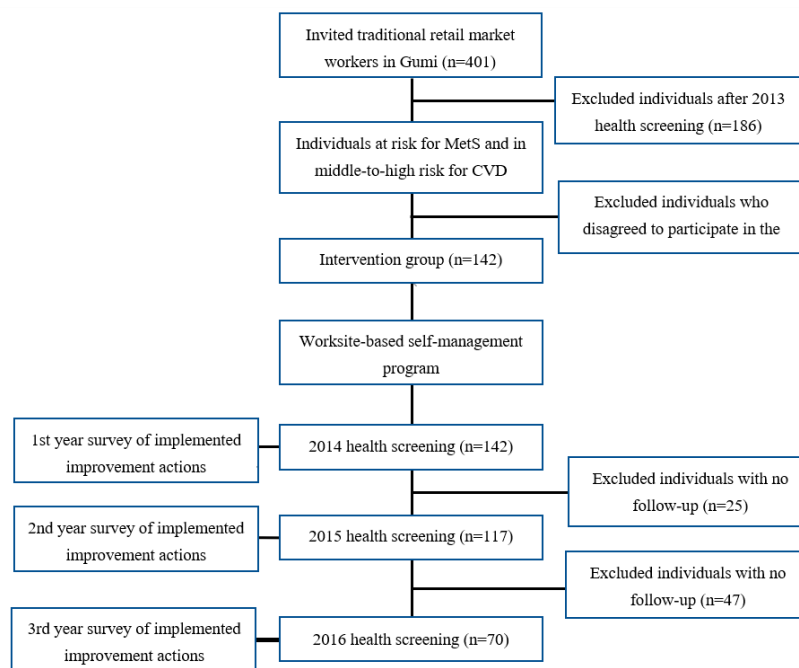 Invited traditional retail market
workers in Gumi (n=401)
Excluded individuals after 2013
health screening (n=186)
Individuals at risk for MetS and in
middle-to-high risk for CVD
Excluded individuals who
disagreed to participate in the
Intervention group (n=142)
Worksite-based self-management
program
1st year survey of implemented
improvement actions
2014 health screening (n=142)
Excluded individuals with no
follow-up (n=25)
2nd year survey of implemented
improvement actions
2015 health screening (n=117)
Excluded individuals with no
follow-up (n=47)
3rd year survey of implemented
improvement actions
2016 health screening (n=70)